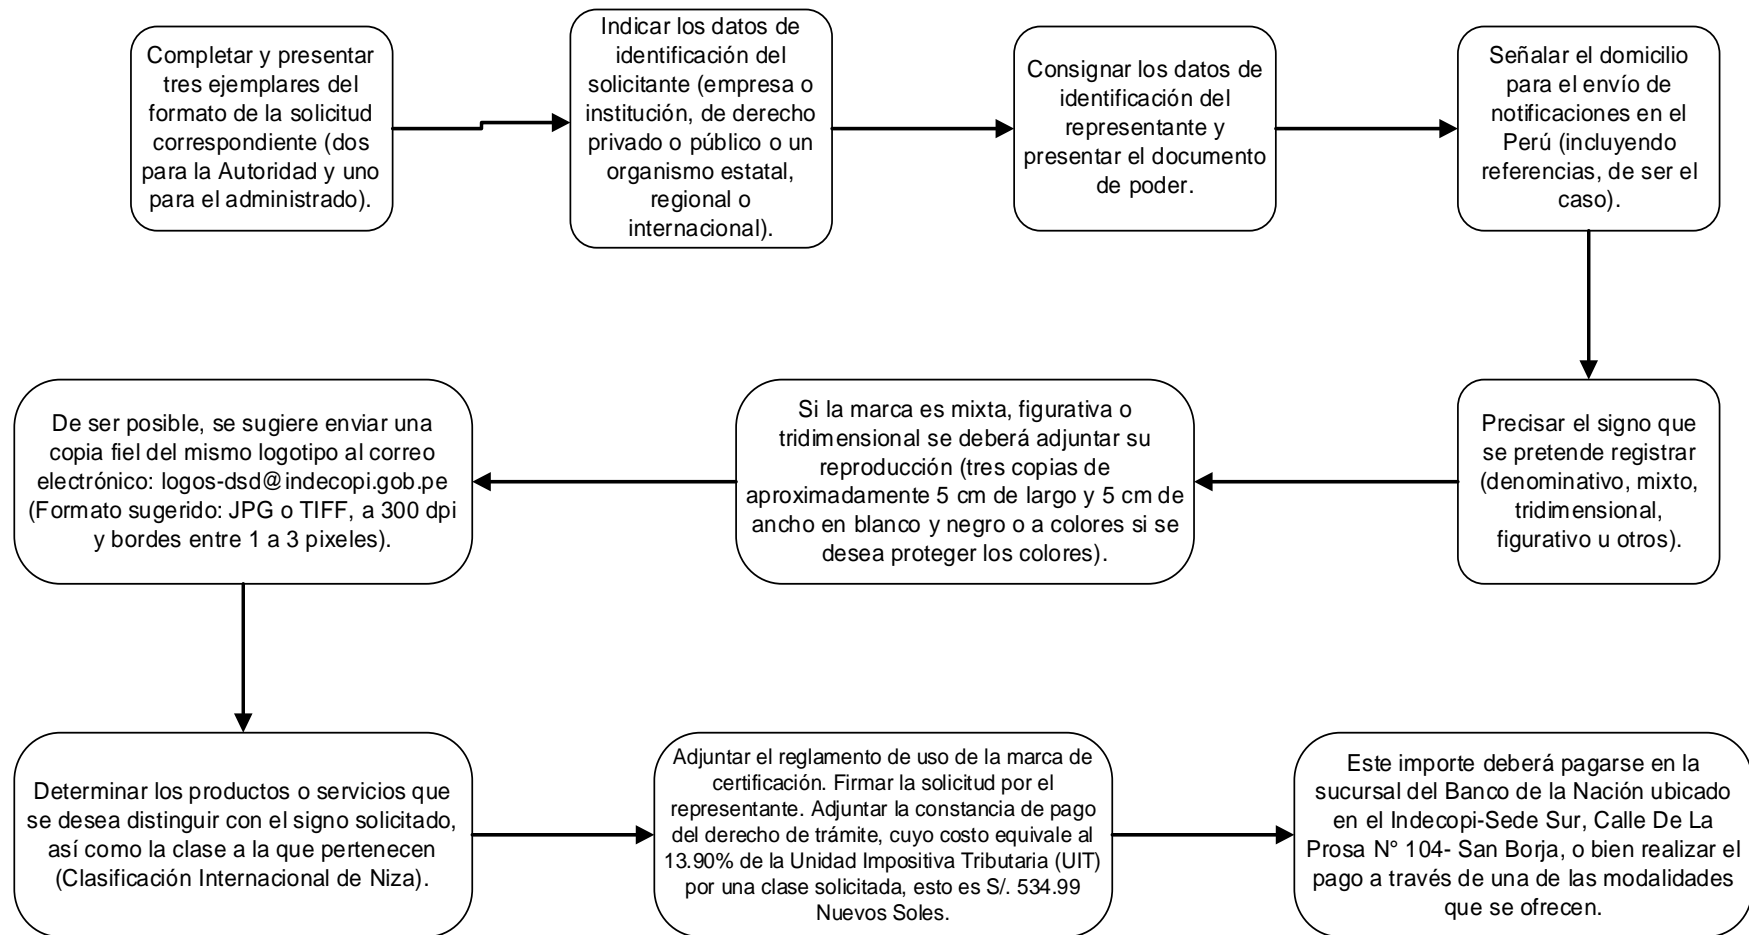 Completar y presentar
tres ejemplares del
formato de la solicitud
correspondiente (dos
para la Autoridad y uno
para el administrado).
Indicar los datos de
identificación del
solicitante (empresa o
institución, de derecho
privado o público o un
organismo estatal,
regional o
internacional).
Consignar los datos de
identificación del
representante y
presentar el documento
de poder.
Señalar el domicilio
para el envío de
notificaciones en el
Perú (incluyendo
referencias, de ser el
caso).
Precisar el signo que
se pretende registrar
(denominativo, mixto,
tridimensional,
figurativo u otros).
Si la marca es mixta, figurativa o
tridimensional se deberá adjuntar su
reproducción (tres copias de
aproximadamente 5 cm de largo y 5 cm de
ancho en blanco y negro o a colores si se
desea proteger los colores).
De ser posible, se sugiere enviar una
copia fiel del mismo logotipo al correo
electrónico: logos-dsd@indecopi.gob.pe
(Formato sugerido: JPG o TIFF, a 300 dpi
y bordes entre 1 a 3 pixeles).
Determinar los productos o servicios que
se desea distinguir con el signo solicitado,
así como la clase a la que pertenecen
(Clasificación Internacional de Niza).
Adjuntar el reglamento de uso de la marca de
certificación. Firmar la solicitud por el
representante. Adjuntar la constancia de pago
del derecho de trámite, cuyo costo equivale al
13.90% de la Unidad Impositiva Tributaria (UIT)
por una clase solicitada, esto es S/. 534.99
Nuevos Soles.
Este importe deberá pagarse en la
sucursal del Banco de la Nación ubicado
en el Indecopi-Sede Sur, Calle De La
Prosa N° 104- San Borja, o bien realizar el
pago a través de una de las modalidades
que se ofrecen.